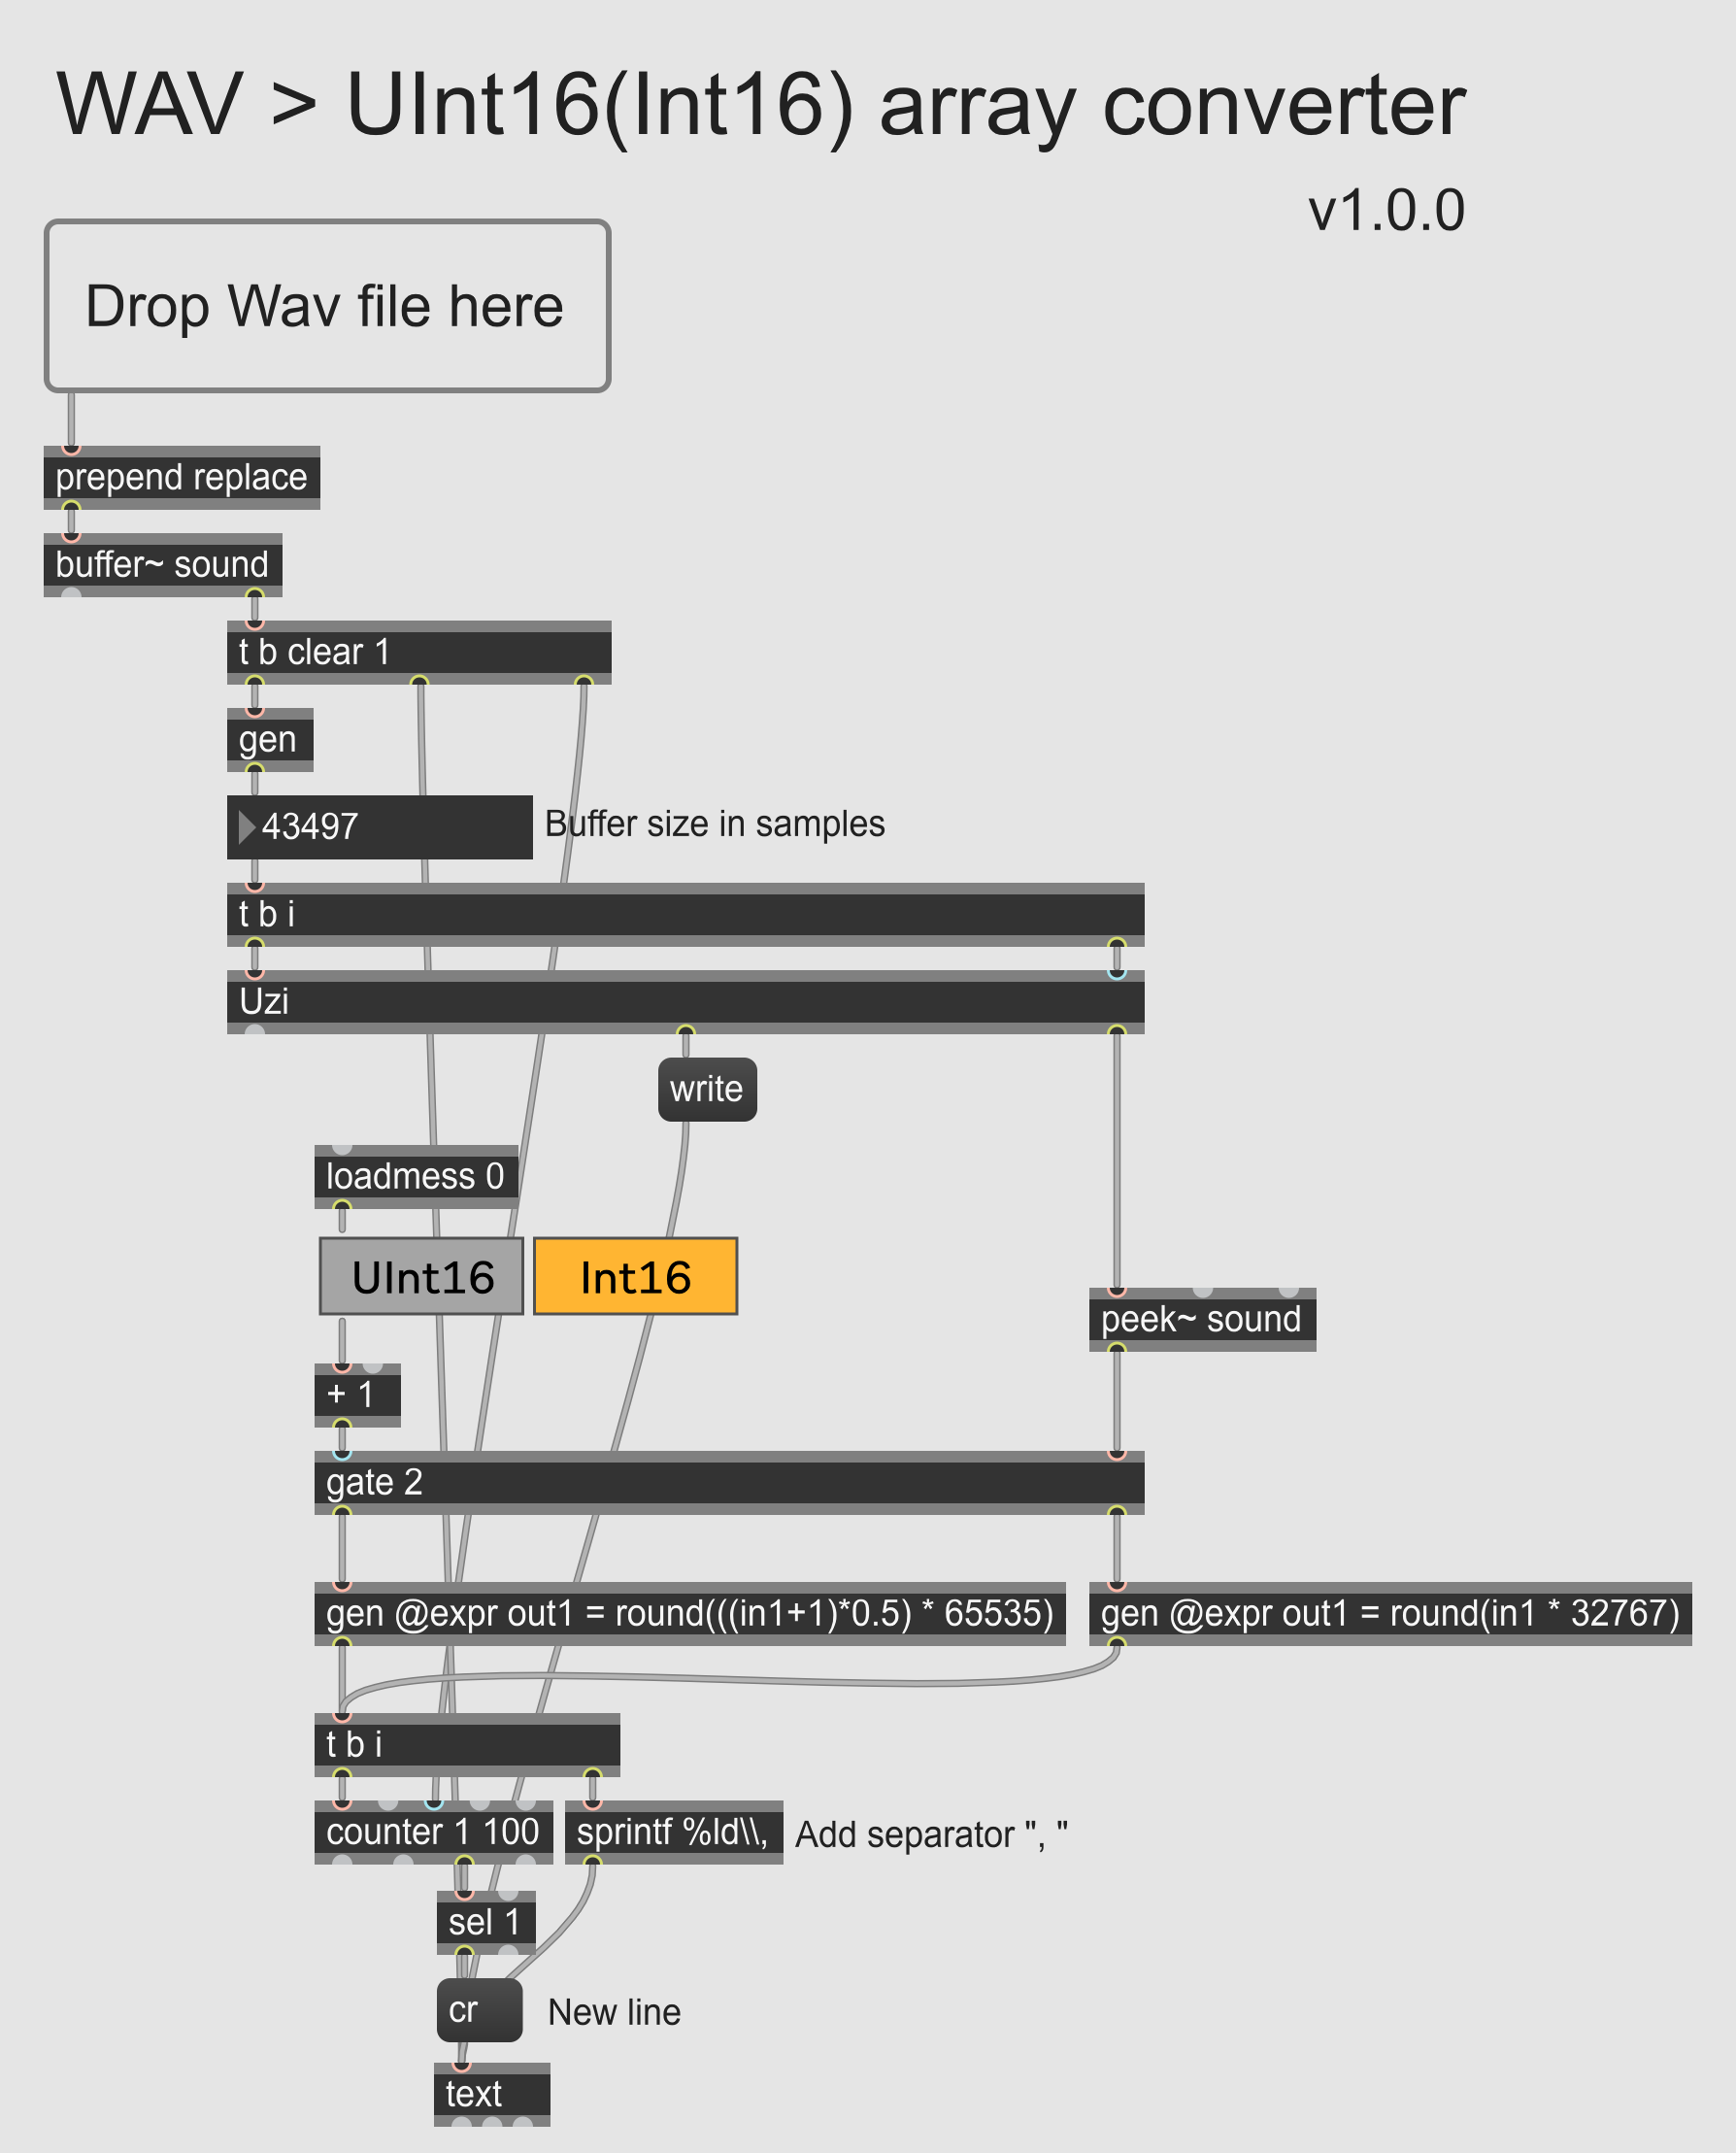 WAV > UInt16(Int16) array converter
v1.0.0
Drop Wav file here
prepend replace
buffer~ sound
t b clear 1
gen
43497
Buffer size in samples
t b i
Uzi
write
loadmess 0
UInt16
Int16
peek~ sound
+ 1
gate 2
gen @expr out1 = round(((in1+1)*0.5) * 65535)
gen @expr out1 = round(in1 * 32767)
t b i
counter 1 100
sprintf %ld\\,
Add separator ", "
sel 1
cr
New line
text